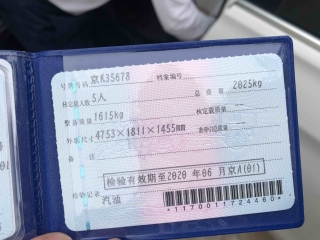 号牌号码 京K35678 档案编号
核定载人数 5人 总质量 2025kg
整备质量 1615kg 核定载质量 --
外廓尺寸 4753×1811×1455mm 准牵引总质量 --
备注
检验有效期至2020年06月京A(01)
检验记录 汽油
*1170011724460*